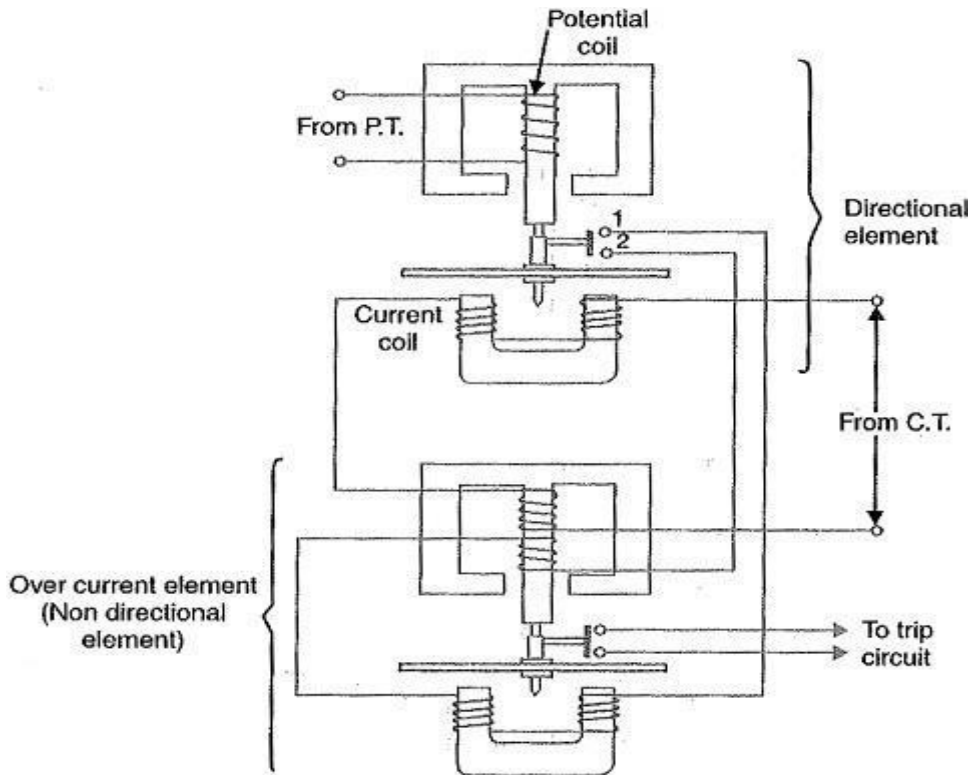 Potential
coil
From P.T.
1
2
Directional
element
Current
coil
From C.T.
Over current element
(Non directional
element)
To trip
circuit